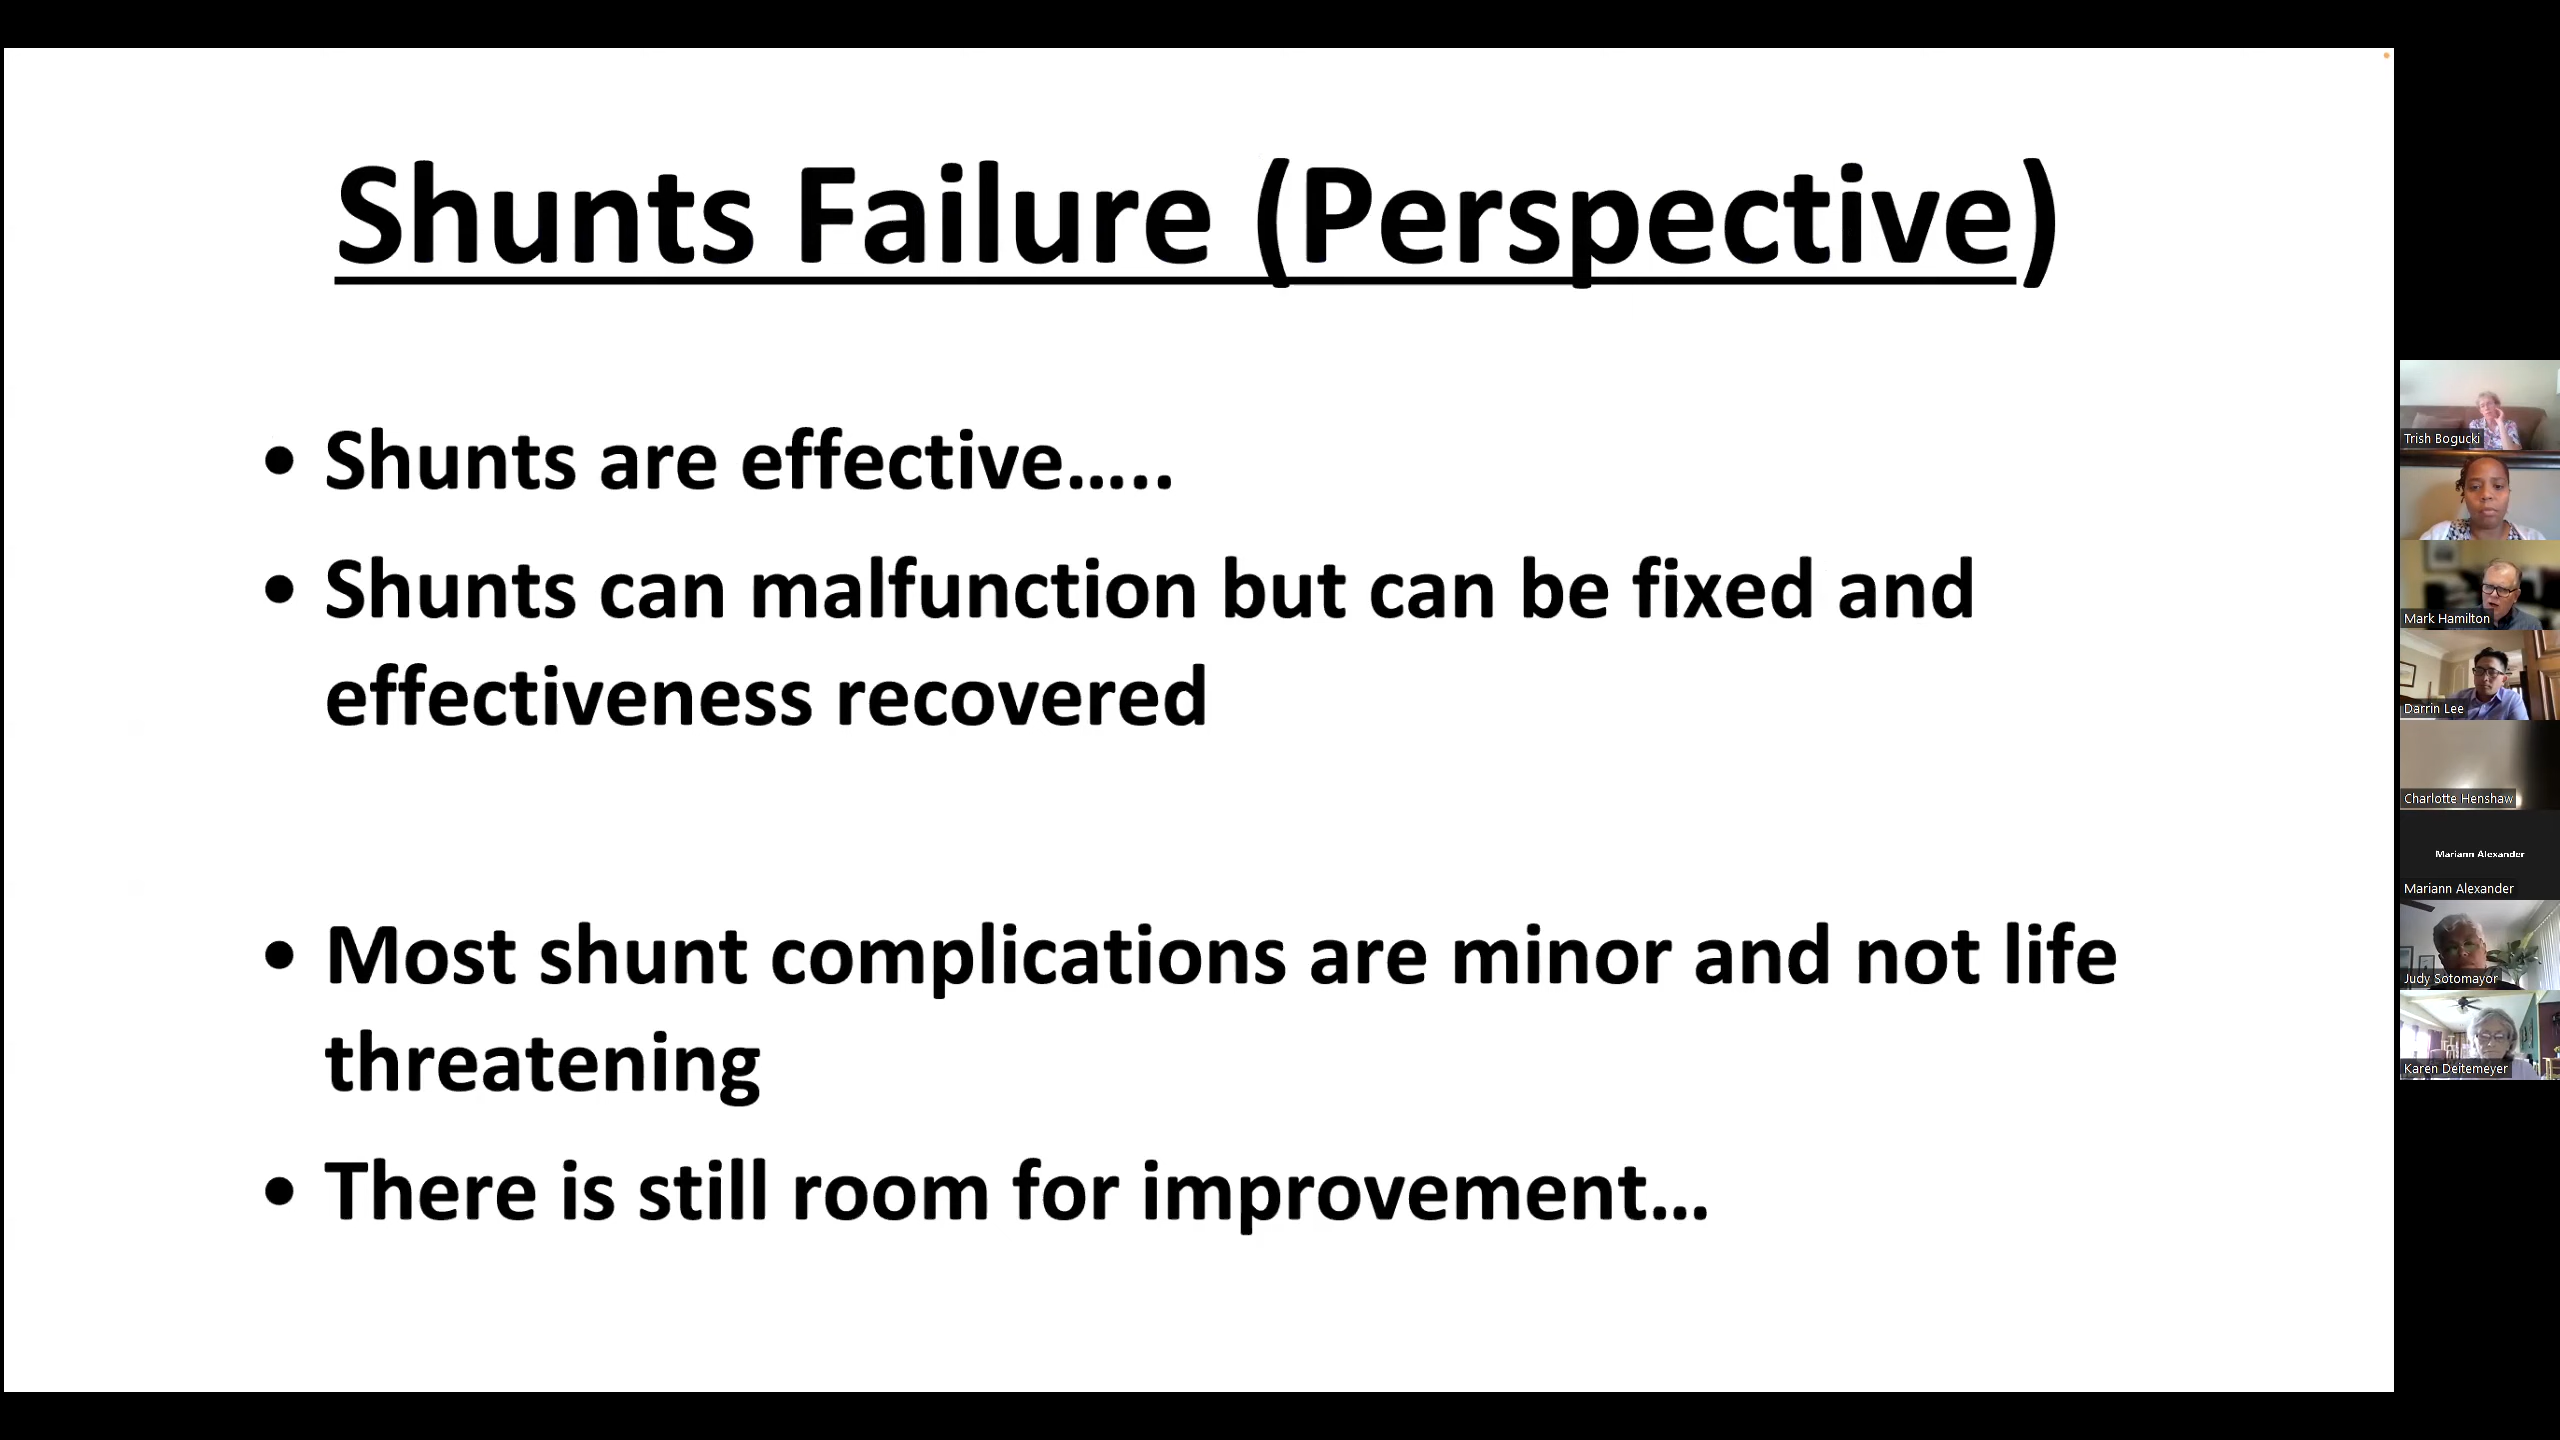 Shunts Failure (Perspective)
• Shunts are effective.....
• Shunts can malfunction but can be fixed and
effectiveness recovered
• Most shunt complications are minor and not life
threatening
• There is still room for improvement...
Trish Bogucki
Mark Hamilton
Darrin Lee
Charlotte Henshaw
Mariann Alexander
Mariann Alexander
Judy Sotomayor
Karen Deitemeyer